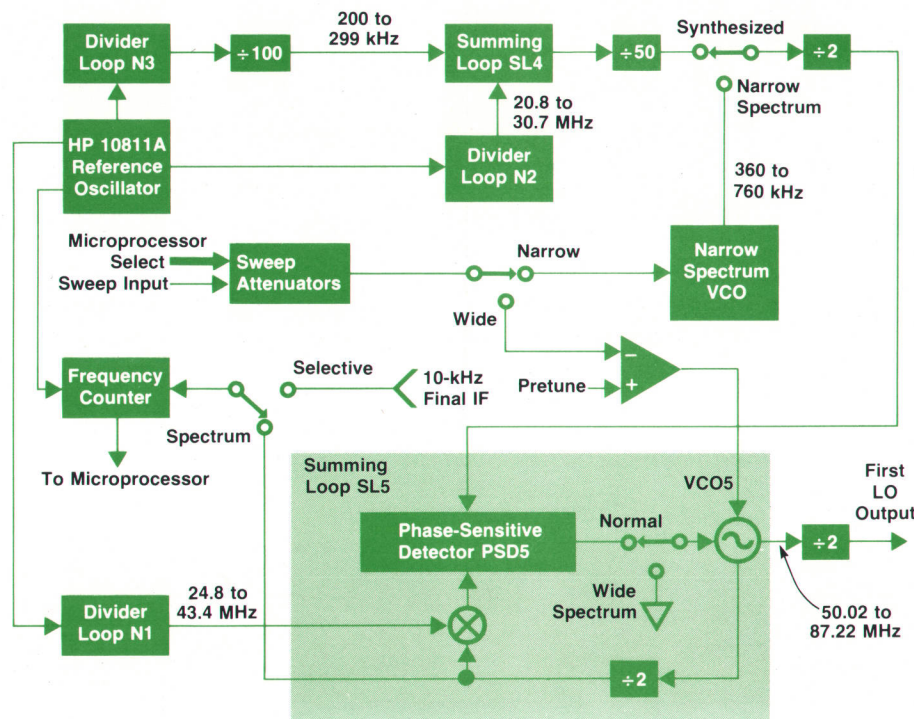 200 to
299 kHz
Synthesized
Divider
Loop N3
÷100
Summing
Loop SL4
÷50
÷2
Narrow
Spectrum
20.8 to
30.7 MHz
HP 10811A
Reference
Oscillator
Divider
Loop N2
360 to
760 kHz
Microprocessor
Select
Sweep Input
Sweep
Attenuators
Narrow
Narrow
Spectrum
VCO
Wide
−
+
Pretune
Frequency
Counter
Selective
10-kHz
Final IF
Spectrum
To Microprocessor
Summing
Loop SL5
VCO5
First
LO
Output
Phase-Sensitive
Detector PSD5
Normal
÷2
Wide
Spectrum
24.8 to
43.4 MHz
Divider
Loop N1
50.02 to
87.22 MHz
÷2